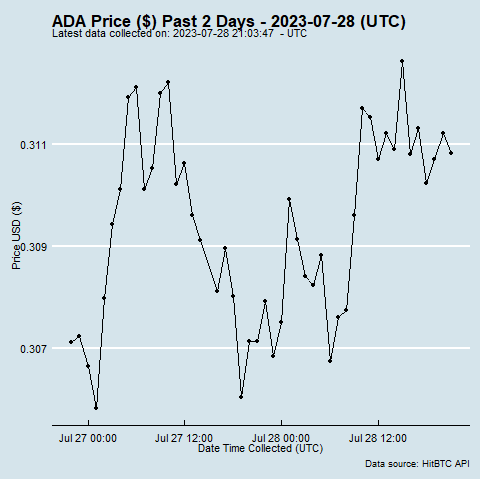 ADA Price ($) Past 2 Days - 2023-07-28 (UTC)
Latest data collected on: 2023-07-28 21:03:47  - UTC
0.311
0.309
0.307
Price USD ($)
Jul 27 00:00
Jul 27 12:00
Jul 28 00:00
Jul 28 12:00
Date Time Collected (UTC)
Data source: HitBTC API